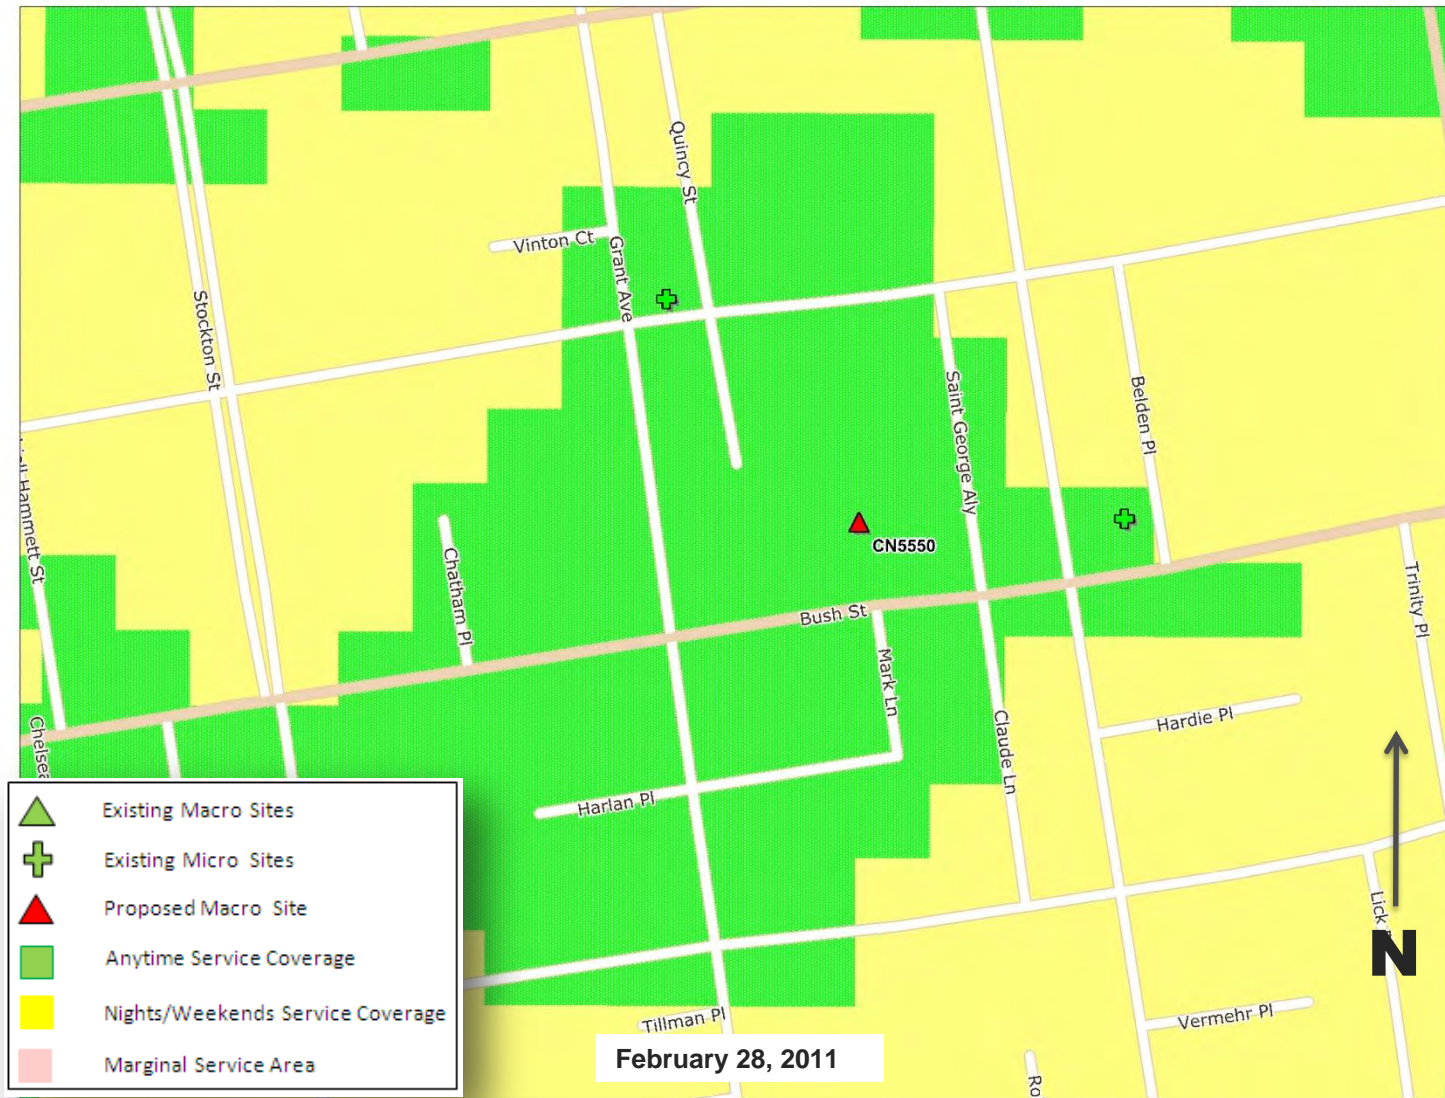 Quincy St
Vinton Ct
Grant Ave
Stockton St
Saint George Aly
Belden Pl
Hammett St
CN5550
Chatham Pl
Bush St
Trinity Pl
Mark Ln
Claude Ln
Hardie Pl
Chelsea
Harlan Pl
Lick
N
Vermehr Pl
Tillman Pl
Ro
Existing Macro Sites
Existing Micro Sites
Proposed Macro Site
Anytime Service Coverage
Nights/Weekends Service Coverage
Marginal Service Area
February 28, 2011